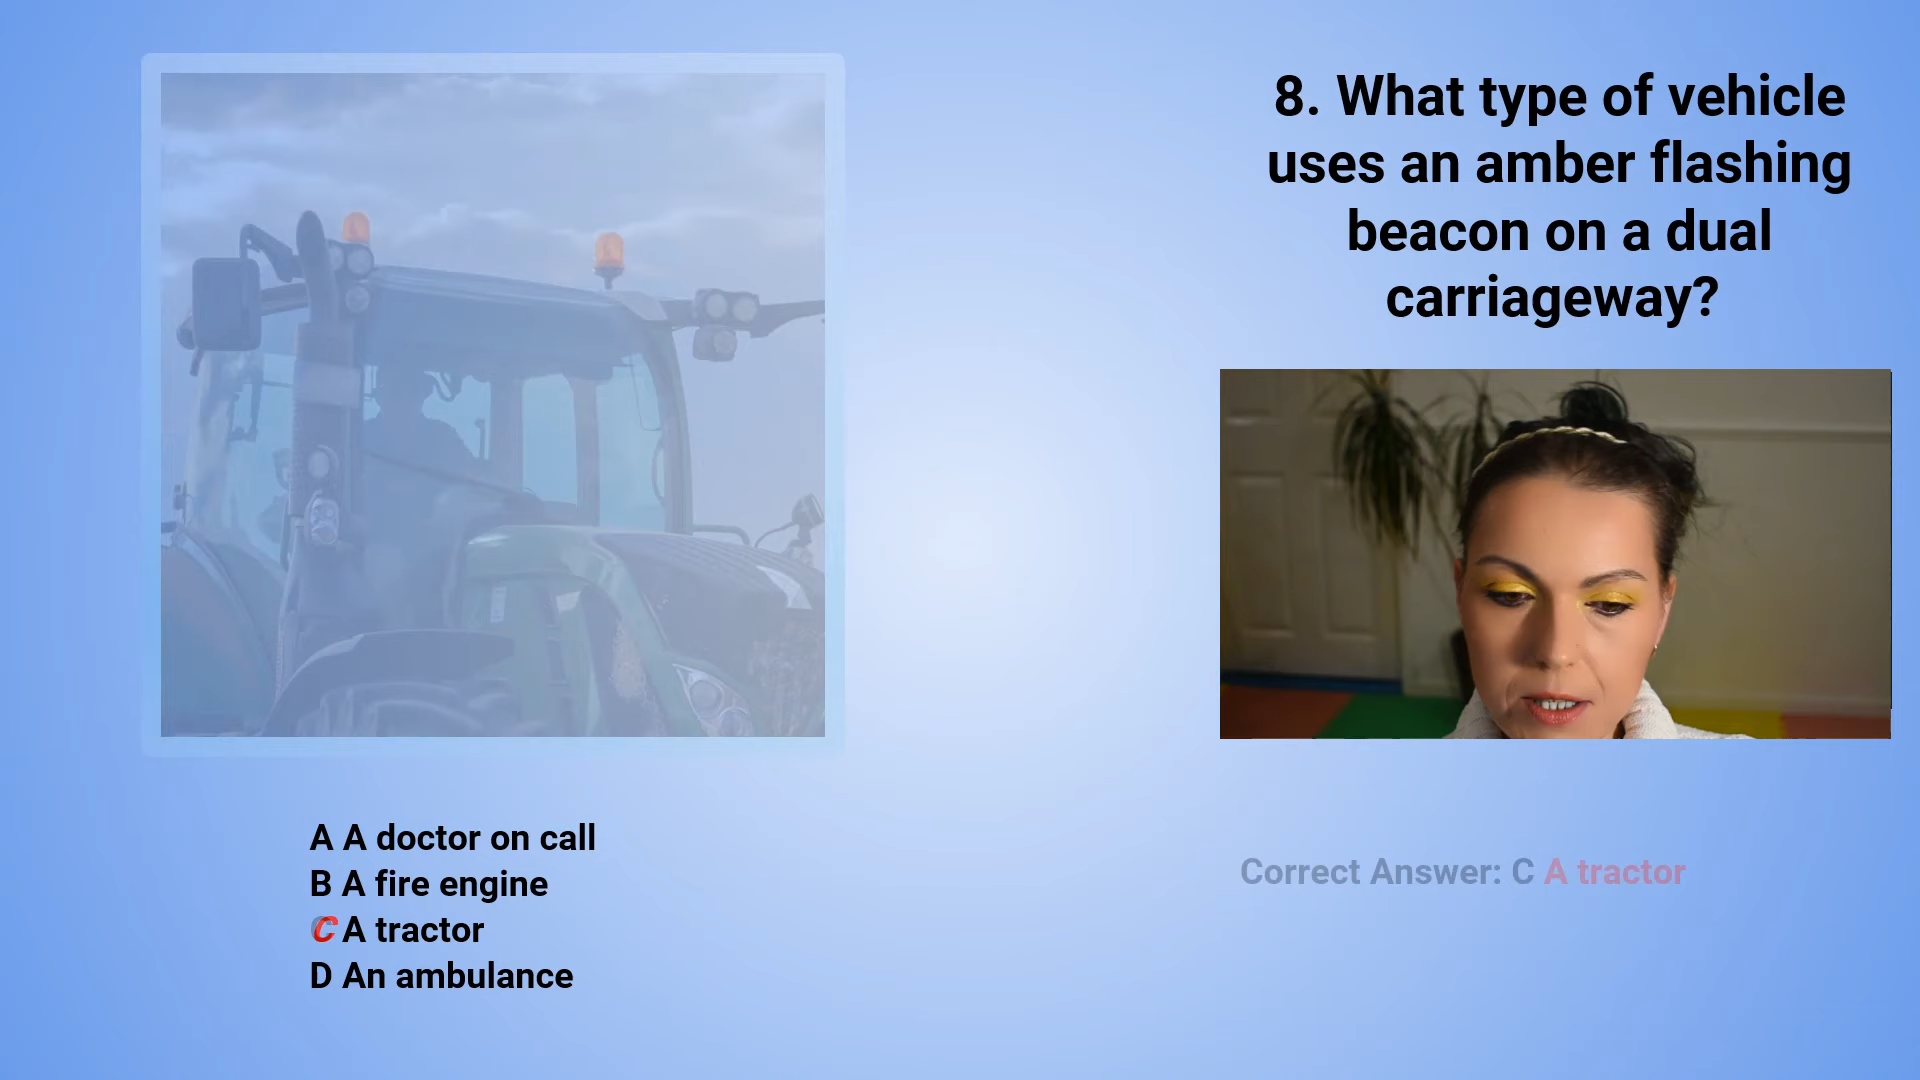 8. What type of vehicle
uses an amber flashing
beacon on a dual
carriageway?
A A doctor on call
B A fire engine
C A tractor
D An ambulance
Correct Answer: C A tractor